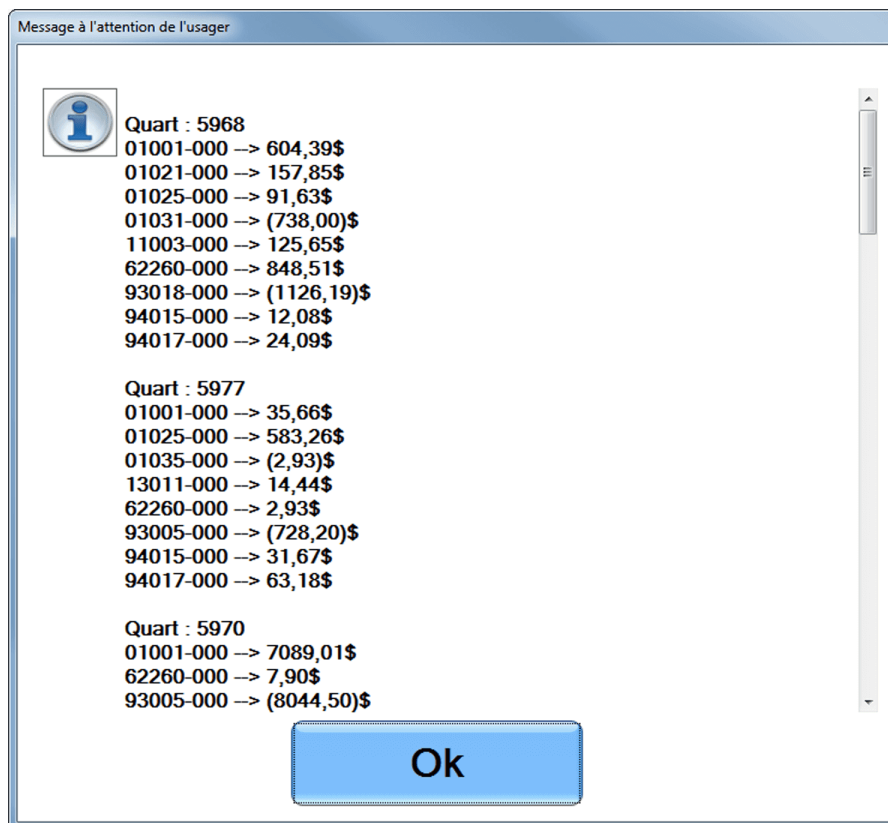 Message à l'attention de l'usager
Quart : 5968
01001-000 --> 604,39$
01021-000 --> 157,85$
01025-000 --> 91,63$
01031-000 --> (738,00)$
11003-000 --> 125,65$
62260-000 --> 848,51$
93018-000 --> (1126,19)$
94015-000 --> 12,08$
94017-000 --> 24,09$
Quart : 5977
01001-000 --> 35,66$
01025-000 --> 583,26$
01035-000 --> (2,93)$
13011-000 --> 14,44$
62260-000 --> 2,93$
93005-000 --> (728,20)$
94015-000 --> 31,67$
94017-000 --> 63,18$
Quart : 5970
01001-000 --> 7089,01$
62260-000 --> 7,90$
93005-000 --> (8044,50)$
Ok